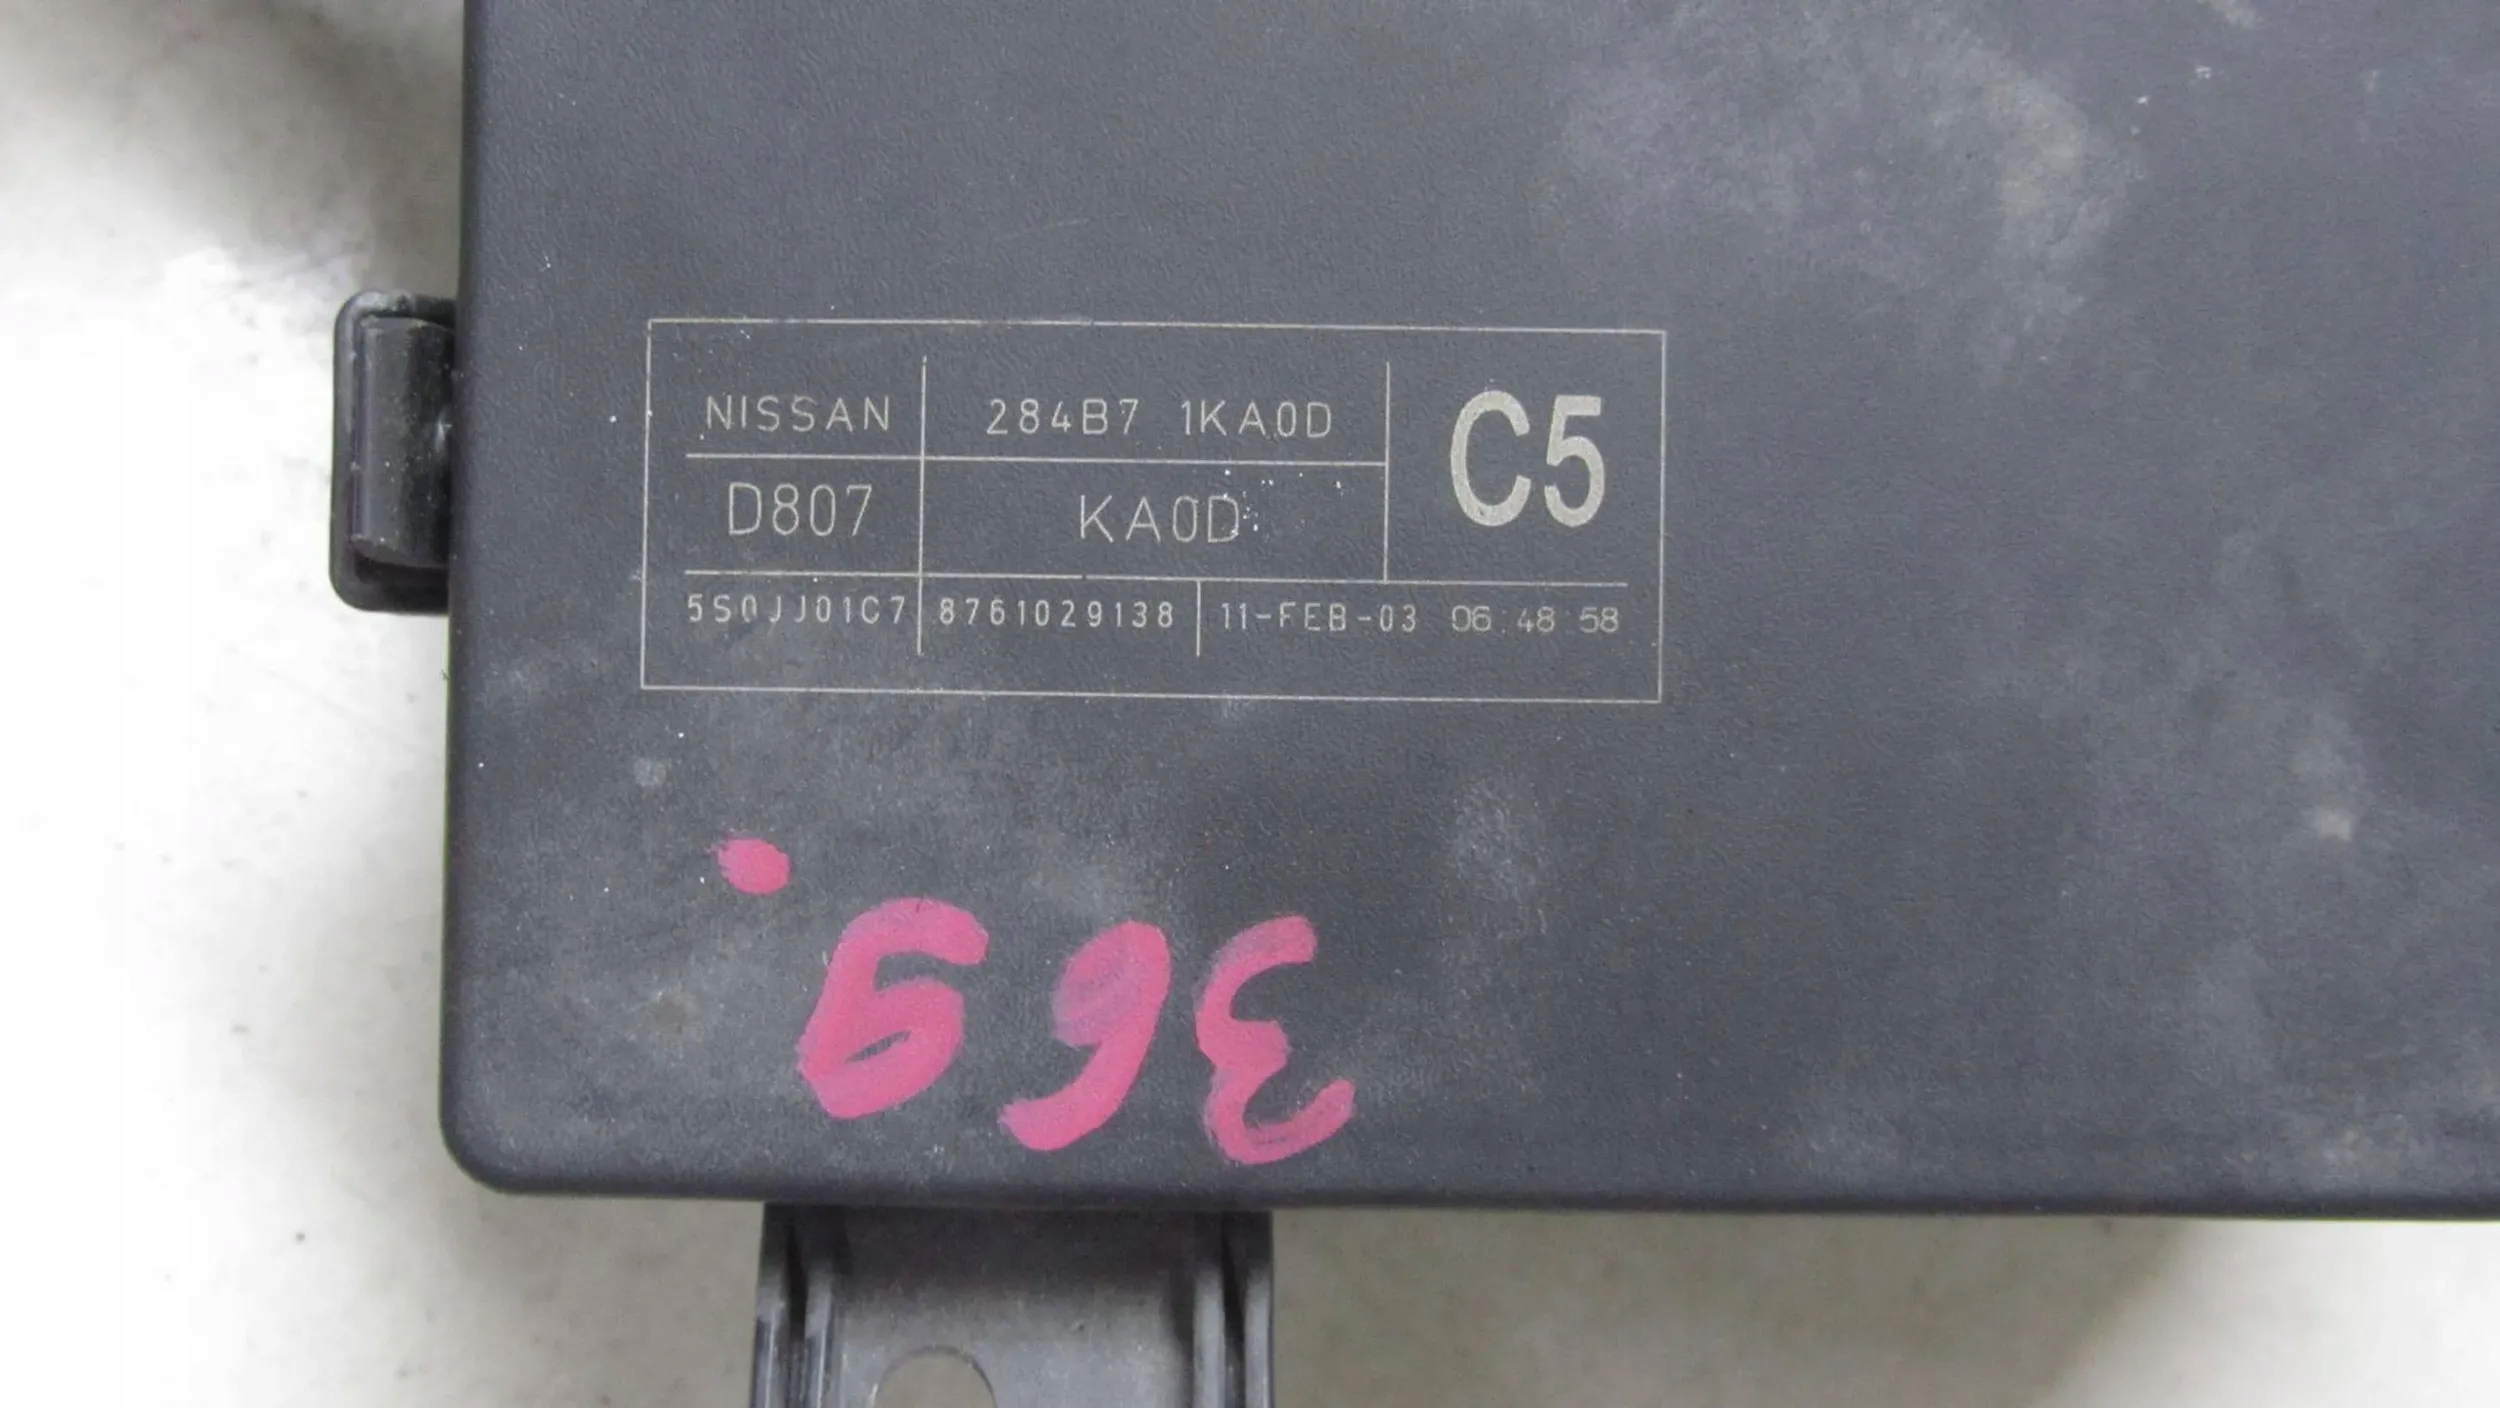 NISSAN 284B7 1KA0D C5
D807 KA0D
5S0JJ01C7 8761029138 11-FEB-03 06:48:58
369.